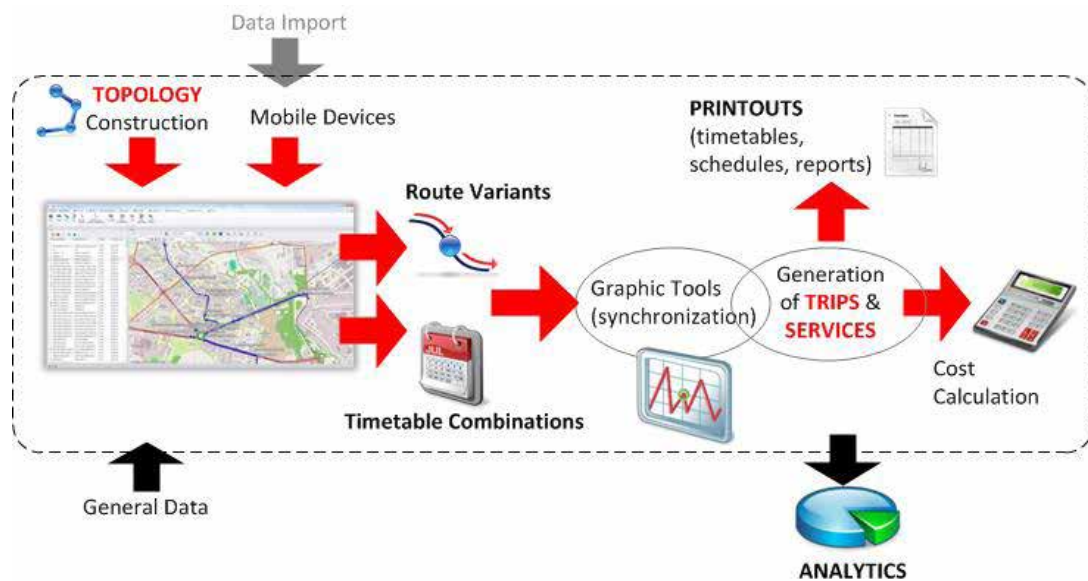 Data Import
TOPOLOGY
Construction
Mobile Devices
PRINTOUTS
(timetables,
schedules, reports)
Route Variants
Graphic Tools
(synchronization)
Generation
of TRIPS &
SERVICES
JUL
Cost
Calculation
Timetable Combinations
General Data
ANALYTICS